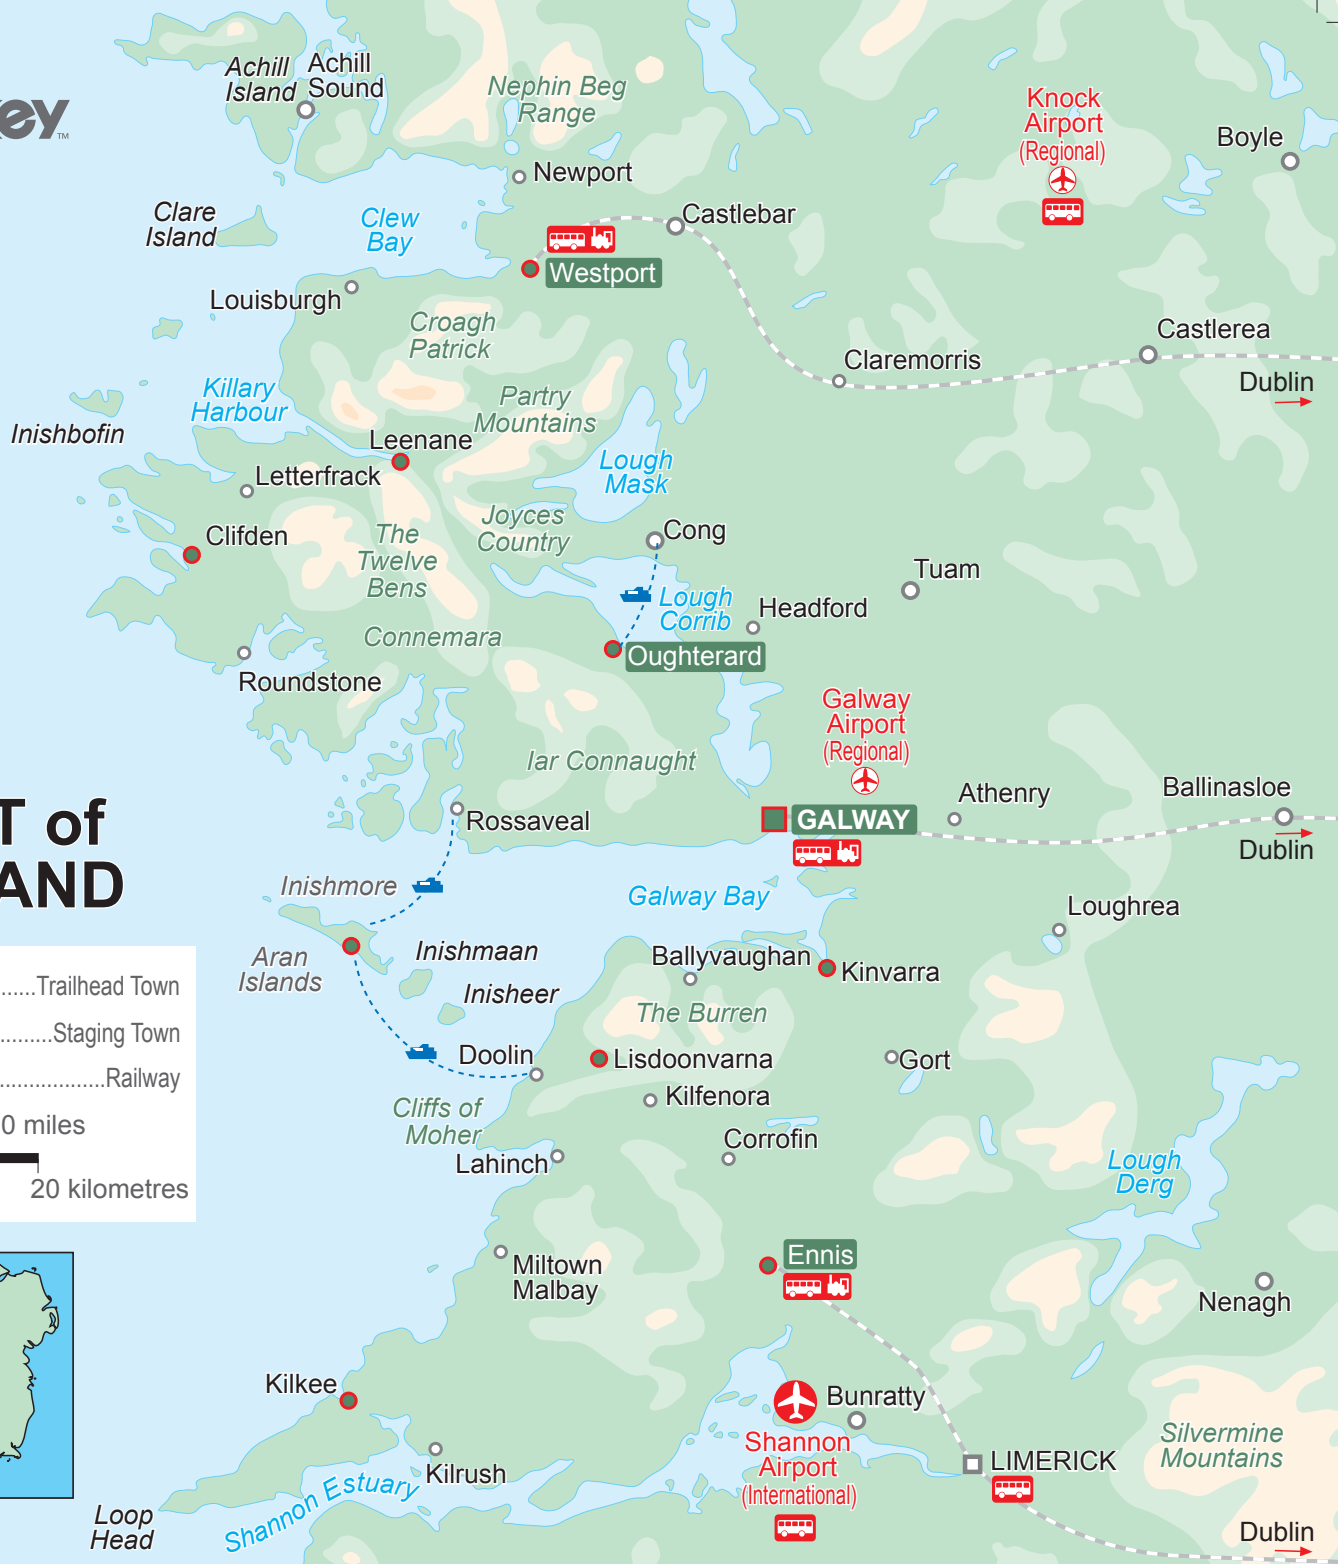 Achill
Island
Achill
Sound
Nephin Beg
Range
Knock
Airport
(Regional)
Boyle
ey
™
Newport
Clare
Island
Clew
Bay
Castlebar
Westport
Louisburgh
Croagh
Patrick
Castlerea
Claremorris
Dublin
Killary
Harbour
Partry
Mountains
Inishbofin
Leenane
Letterfrack
Lough
Mask
Clifden
The
Twelve
Bens
Joyces
Country
Cong
Tuam
Lough
Corrib
Headford
Connemara
Oughterard
Roundstone
Galway
Airport
(Regional)
Iar Connaught
T of
AND
Rossaveal
GALWAY
Athenry
Ballinasloe
Dublin
Inishmore
Galway Bay
Loughrea
Aran
Islands
Inishmaan
Inisheer
Ballyvaughan
Kinvarra
......Trailhead Town
.........Staging Town
..................Railway
0 miles
20 kilometres
The Burren
Doolin
Lisdoonvarna
Gort
Kilfenora
Cliffs of
Moher
Corrofin
Lahinch
Lough
Derg
Miltown
Malbay
Ennis
Nenagh
Kilkee
Bunratty
Shannon
Airport
(International)
Silvermine
Mountains
LIMERICK
Kilrush
Shannon Estuary
Loop
Head
Dublin